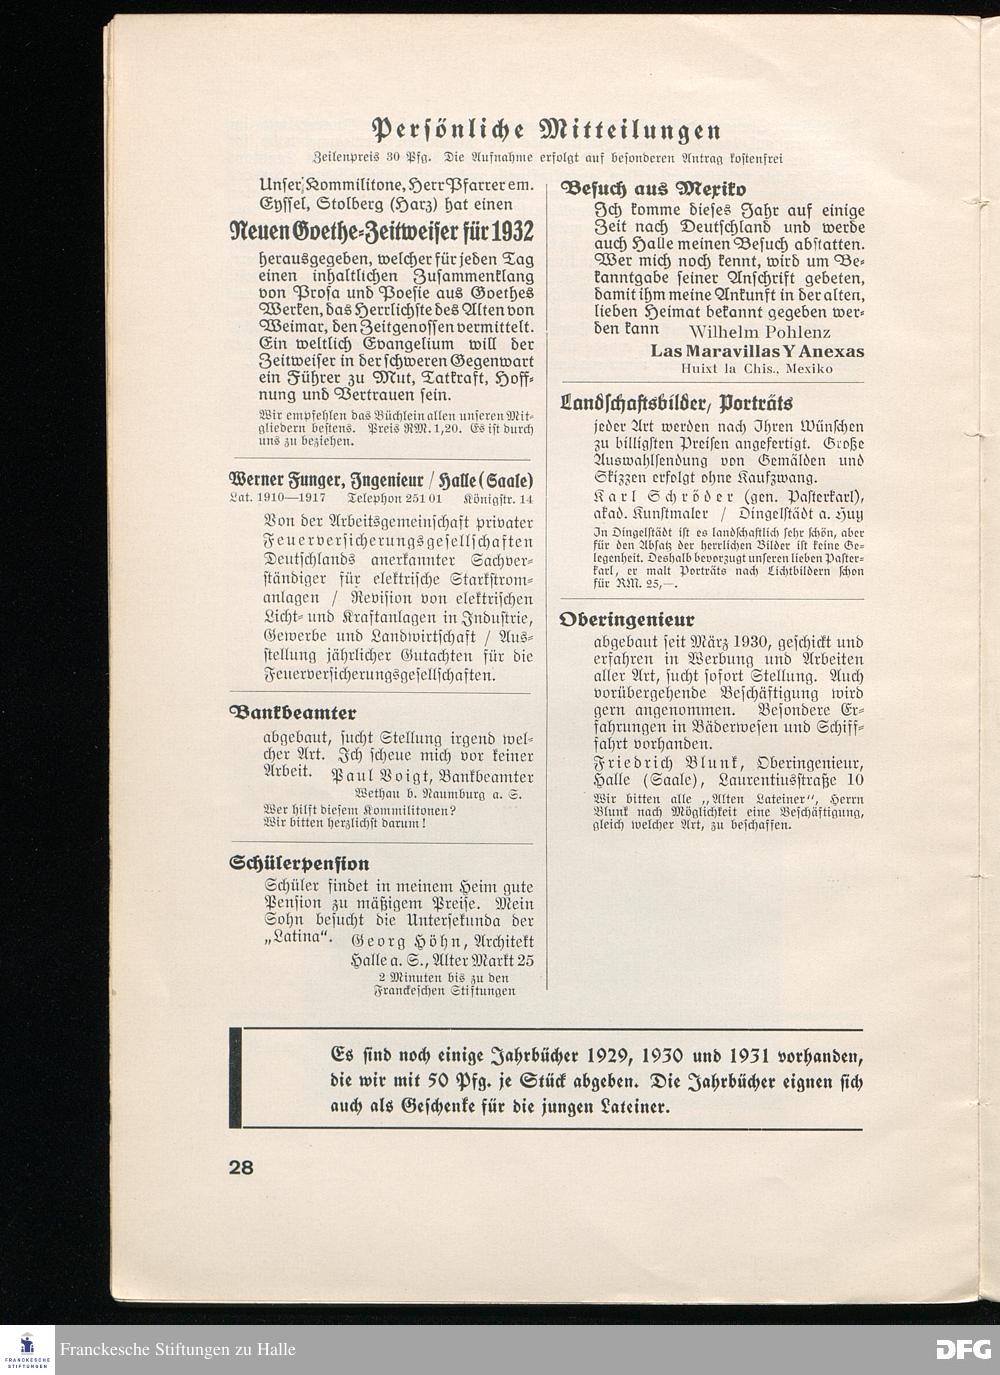 Persönliche Mitteilungen
Zeilenpreis 30 Pfg. Die Aufnahme erfolgt auf besonderen Antrag kostenfrei
Unser Kommilitone, Herr Pfarrer em.
Eyssel, Stolberg (Harz) hat einen
Neuen Goethe-Zeitweiser für 1932
herausgegeben, welcher für jeden Tag
einen inhaltlichen Zusammenklang
von Prosa und Poesie aus Goethes
Werken, das Herrlichste des Alten von
Weimar, den Zeitgenossen vermittelt.
Ein weltlich Evangelium will der
Zeitweiser in der schweren Gegenwart
ein Führer zu Mut, Tatkraft, Hoff-
nung und Vertrauen sein.
Wir empfehlen das Büchlein allen unseren Mit-
gliedern bestens. Preis RM. 1,20. Es ist durch
uns zu beziehen.
Werner Funger, Ingenieur / Halle (Saale)
Lat. 1910—1917 Telephon 251 01 Königstr. 14
Von der Arbeitsgemeinschaft privater
Feuerversicherungsgesellschaften
Deutschlands anerkannter Sachver-
ständiger für elektrische Starkstrom-
anlagen / Revision von elektrischen
Licht- und Kraftanlagen in Industrie,
Gewerbe und Landwirtschaft / Aus-
stellung jährlicher Gutachten für die
Feuerversicherungsgesellschaften.
Bankbeamter
abgebaut, sucht Stellung irgend wel-
cher Art. Ich scheue mich vor keiner
Arbeit. Paul Voigt, Bankbeamter
Wethau b. Naumburg a. S.
Wer hilft diesem Kommilitonen?
Wir bitten herzlichst darum!
Schülerpension
Schüler findet in meinem Heim gute
Pension zu mäßigem Preise. Mein
Sohn besucht die Untersekunda der
„Latina“. Georg Höhn, Architekt
Halle a. S., Alter Markt 25
2 Minuten bis zu den
Franckeschen Stiftungen
Besuch aus Mexiko
Ich komme dieses Jahr auf einige
Zeit nach Deutschland und werde
auch Halle meinen Besuch abstatten.
Wer mich noch kennt, wird um Be-
kanntgabe seiner Anschrift gebeten,
damit ihm meine Ankunft in der alten,
lieben Heimat bekannt gegeben wer-
den kann Wilhelm Pohlenz
Las Maravillas Y Anexas
Huixt la Chis., Mexiko
Landschaftsbilder, Porträts
jeder Art werden nach Ihren Wünschen
zu billigsten Preisen angefertigt. Große
Auswahlsendung von Gemälden und
Skizzen erfolgt ohne Kaufzwang.
Karl Schröder (gen. Pasterkarl),
akad. Kunstmaler / Dingelstädt a. Huy
In Dingelstädt ist es landschaftlich sehr schön, aber
für den Absatz der herrlichen Bilder ist keine Ge-
legenheit. Deshalb bevorzugt unseren lieben Paster-
karl, er malt Porträts nach Lichtbildern schon
für RM. 25,—.
Oberingenieur
abgebaut seit März 1930, geschickt und
erfahren in Werbung und Arbeiten
aller Art, sucht sofort Stellung. Auch
vorübergehende Beschäftigung wird
gern angenommen. Besondere Er-
fahrungen in Bäderwesen und Schiff-
fahrt vorhanden.
Friedrich Blunk, Oberingenieur,
Halle (Saale), Laurentiusstraße 10
Wir bitten alle „Alten Lateiner“, Herrn
Blunk nach Möglichkeit eine Beschäftigung,
gleich welcher Art, zu beschaffen.
Es sind noch einige Jahrbücher 1929, 1930 und 1931 vorhanden,
die wir mit 50 Pfg. je Stück abgeben. Die Jahrbücher eignen sich
auch als Geschenke für die jungen Lateiner.
28
FRANCKESCHE
STIFTUNGEN
Franckesche Stiftungen zu Halle
DFG